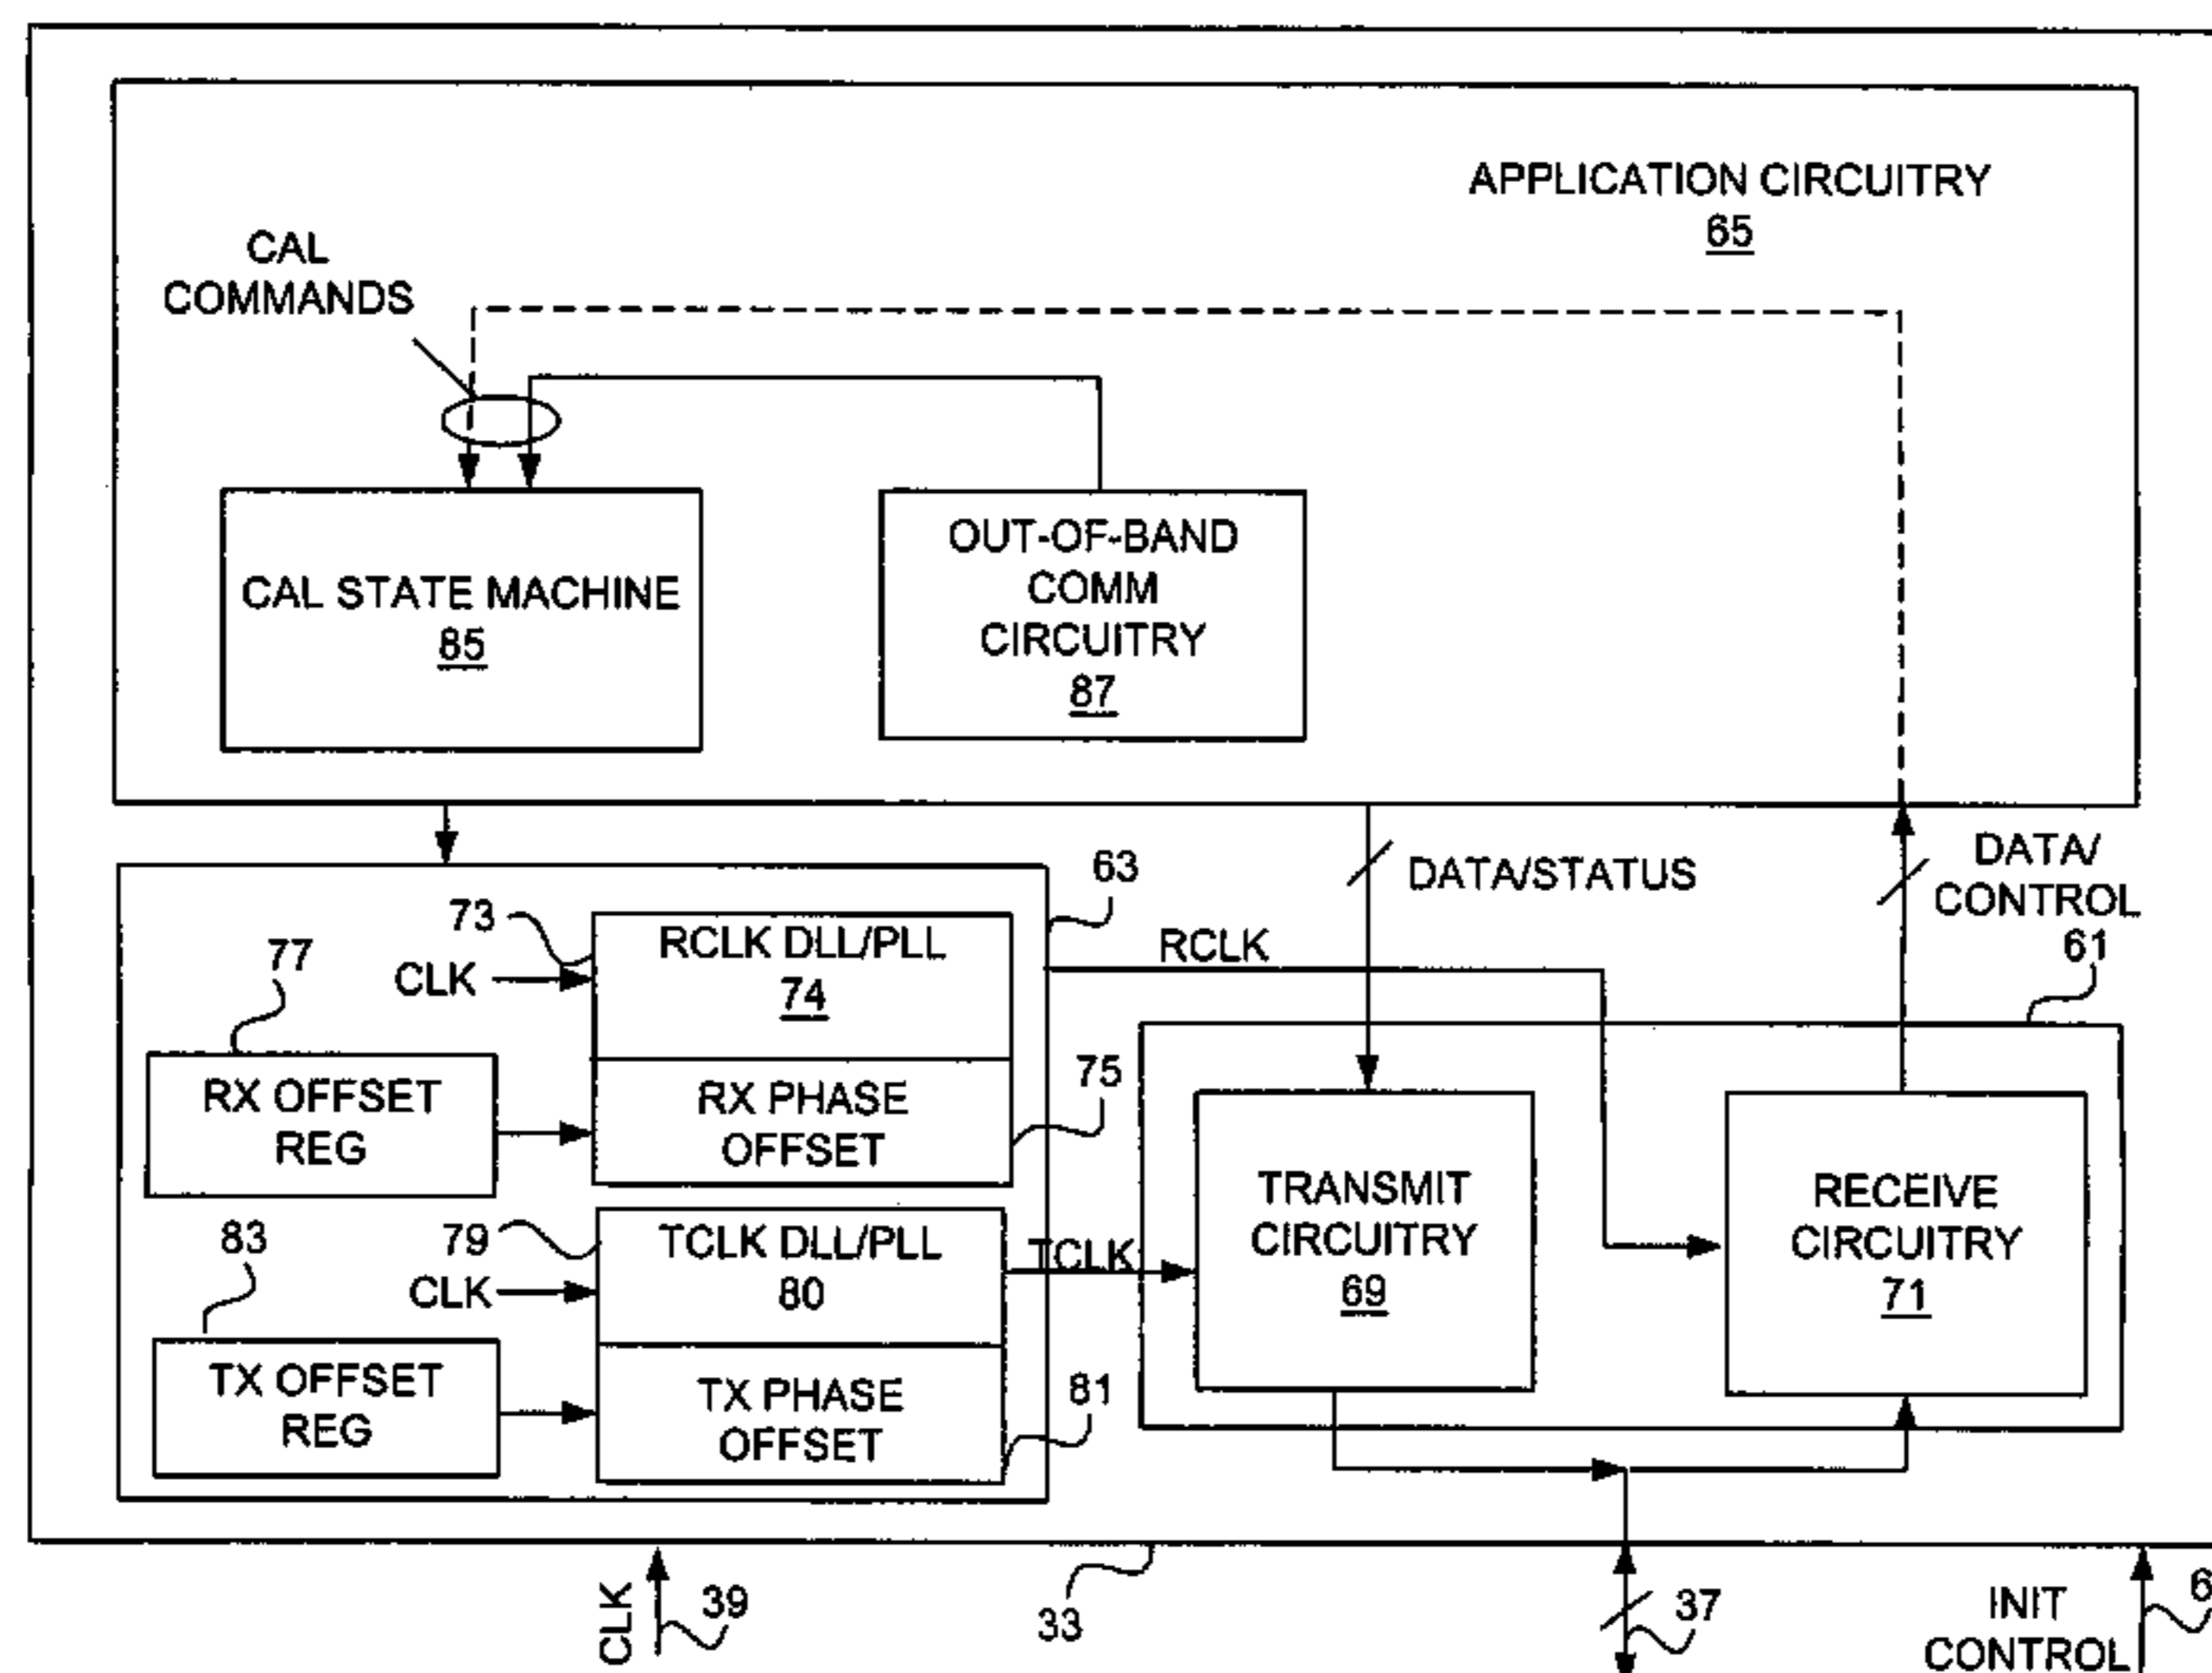 APPLICATION CIRCUITRY
65
CAL
COMMANDS
CAL STATE MACHINE
85
OUT-OF-BAND
COMM
CIRCUITRY
87
63
DATA/STATUS
DATA/
CONTROL
61
73
RCLK DLL/PLL
74
CLK
77
RCLK
RX OFFSET
REG
RX PHASE
OFFSET
75
83
79
TCLK DLL/PLL
80
CLK
TCLK
TRANSMIT
CIRCUITRY
69
RECEIVE
CIRCUITRY
71
TX OFFSET
REG
TX PHASE
OFFSET
81
CLK
39
33
37
INIT
CONTROL